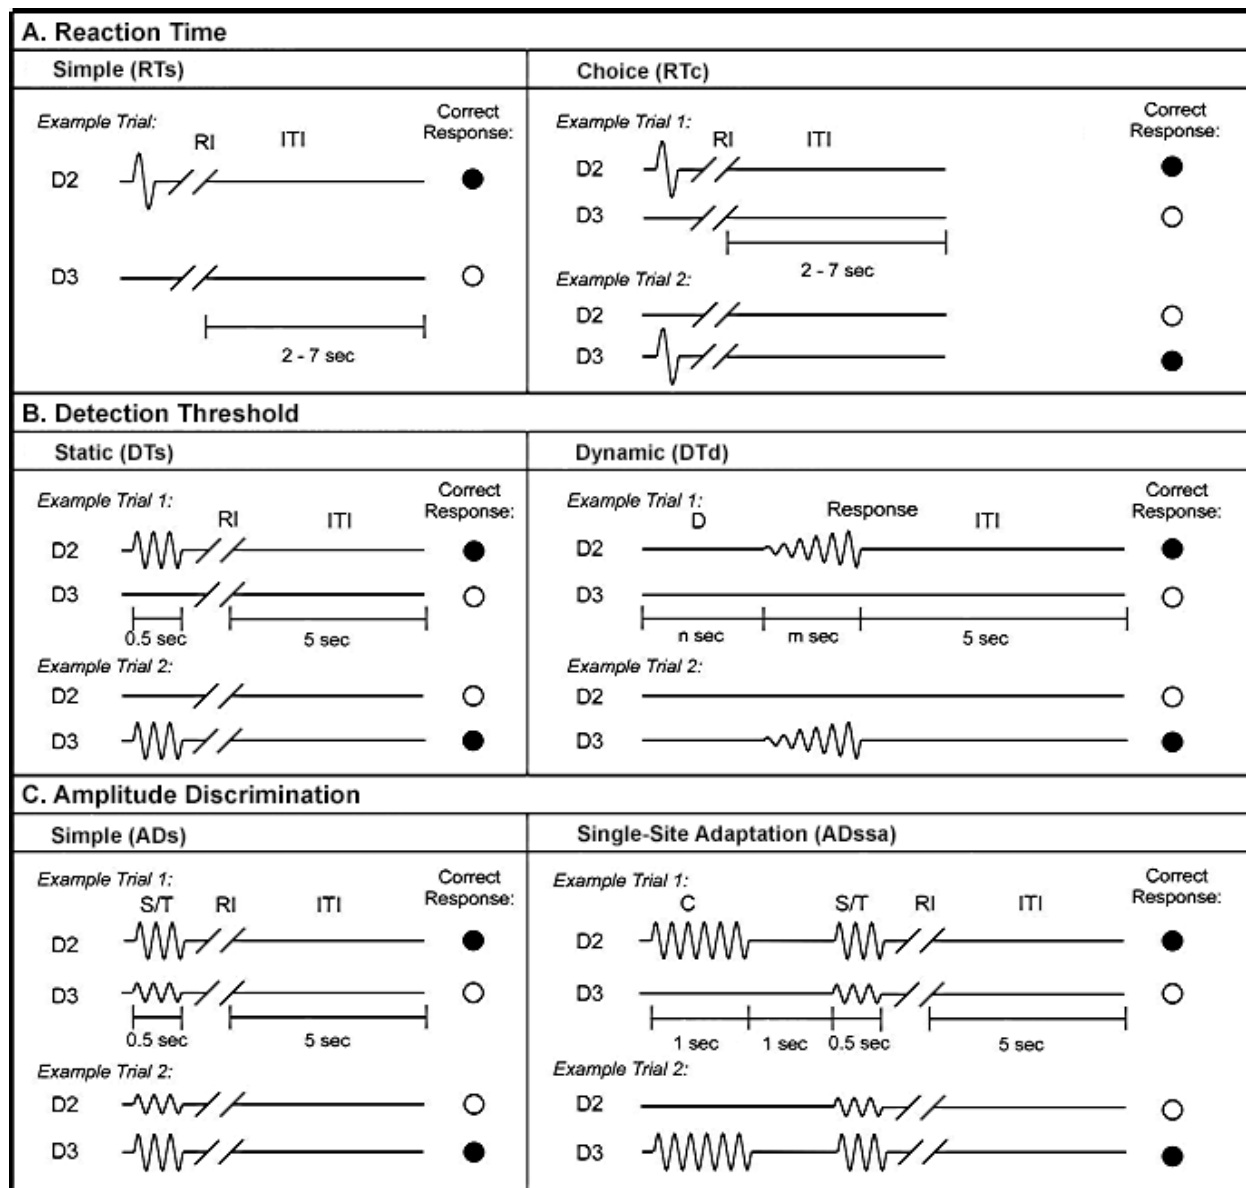 A. Reaction Time
Simple (RTs)
Example Trial:
RI
ITI
Correct
Response:
D2
D3
2 - 7 sec
Choice (RTc)
Example Trial 1:
RI
ITI
Correct
Response:
D2
D3
2 - 7 sec
Example Trial 2:
D2
D3
B. Detection Threshold
Static (DTs)
Example Trial 1:
RI
ITI
Correct
Response:
D2
D3
0.5 sec
5 sec
Example Trial 2:
D2
D3
Dynamic (DTd)
Example Trial 1:
D
Response
ITI
Correct
Response:
D2
D3
n sec
m sec
5 sec
Example Trial 2:
D2
D3
C. Amplitude Discrimination
Simple (ADs)
Example Trial 1:
S/T
RI
ITI
Correct
Response:
D2
D3
0.5 sec
5 sec
Example Trial 2:
D2
D3
Single-Site Adaptation (ADssa)
Example Trial 1:
C
S/T
RI
ITI
Correct
Response:
D2
D3
1 sec
1 sec
0.5 sec
5 sec
Example Trial 2:
D2
D3